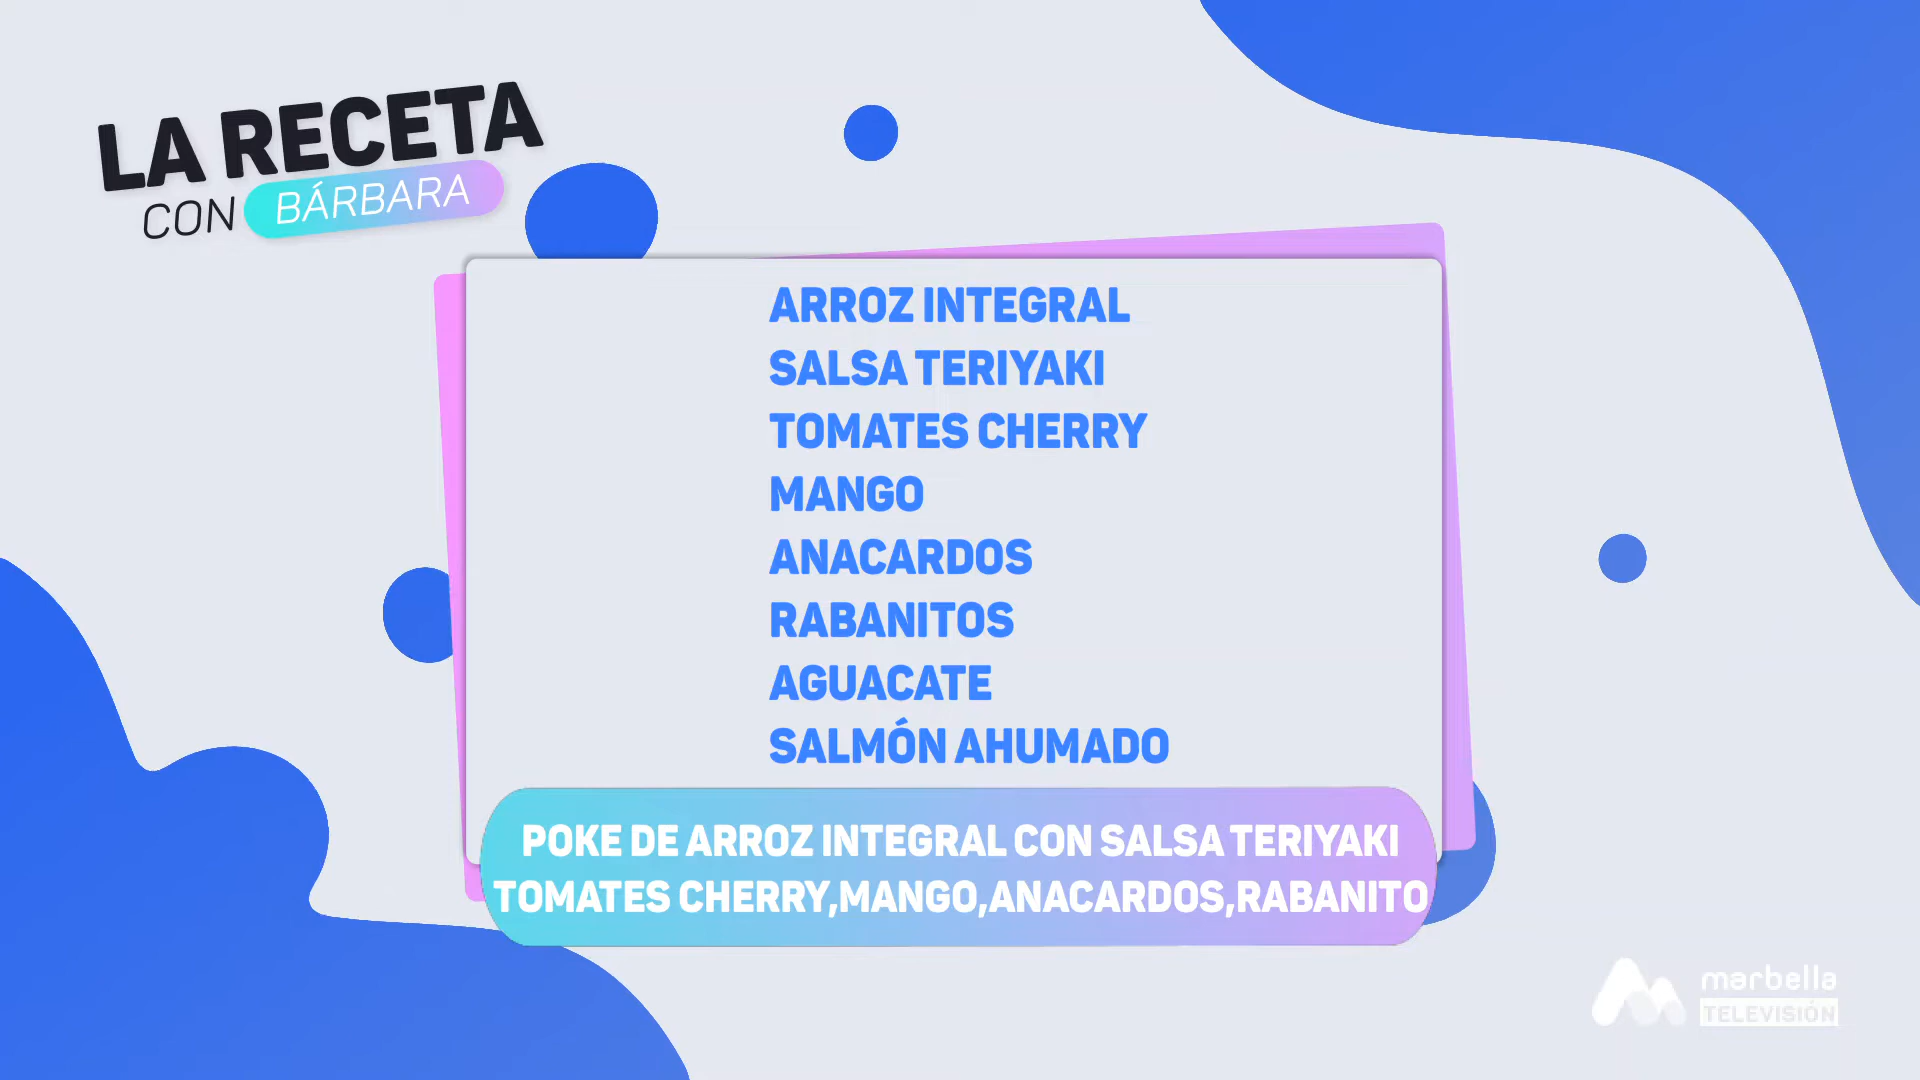 LA RECETA
CON BÁRBARA
ARROZ INTEGRAL
SALSA TERIYAKI
TOMATES CHERRY
MANGO
ANACARDOS
RABANITOS
AGUACATE
SALMÓN AHUMADO
POKE DE ARROZ INTEGRAL CON SALSA TERIYAKI
TOMATES CHERRY,MANGO,ANACARDOS,RABANITO
marbella
TELEVISIÓN